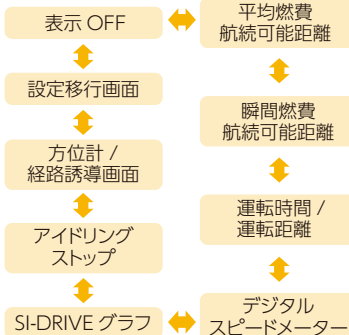 表示 OFF
設定移行画面
方位計 /
経路誘導画面
アイドリング
ストップ
SI-DRIVE グラフ
平均燃費
航続可能距離
瞬間燃費
航続可能距離
運転時間 /
運転距離
デジタル
スピードメーター